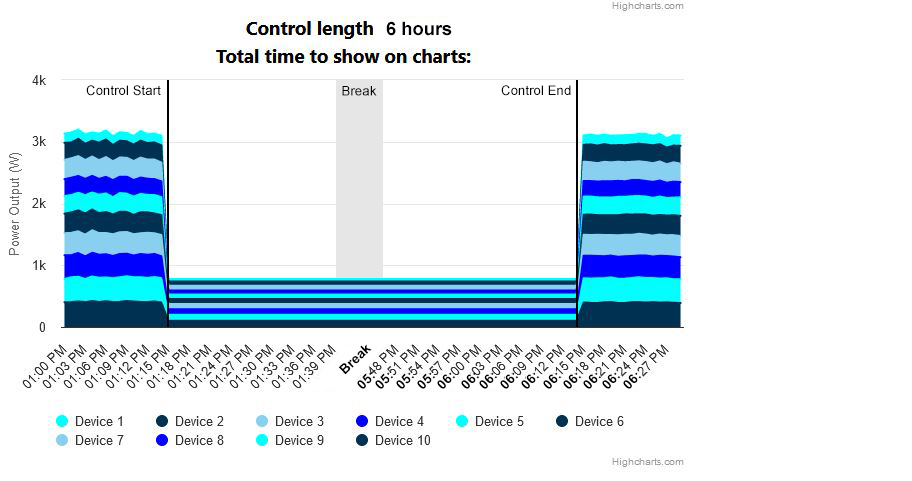 Highcharts.com
Control length 6 hours
Total time to show on charts:
4k
Control Start
Break
Control End
3k
2k
1k
0
Power Output (W)
01:00 PM
01:03 PM
01:06 PM
01:09 PM
01:12 PM
01:15 PM
01:18 PM
01:21 PM
01:24 PM
01:27 PM
01:30 PM
01:33 PM
01:36 PM
01:39 PM
Break
05:48 PM
05:51 PM
05:54 PM
05:57 PM
06:00 PM
06:03 PM
06:06 PM
06:09 PM
06:12 PM
06:15 PM
06:18 PM
06:21 PM
06:24 PM
06:27 PM
Device 1 Device 2 Device 3 Device 4 Device 5 Device 6
Device 7 Device 8 Device 9 Device 10
Highcharts.com